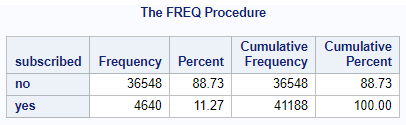 The FREQ Procedure
Cumulative Cumulative
subscribed Frequency Percent Frequency Percent
no 36548 88.73 36548 88.73
yes 4640 11.27 41188 100.00